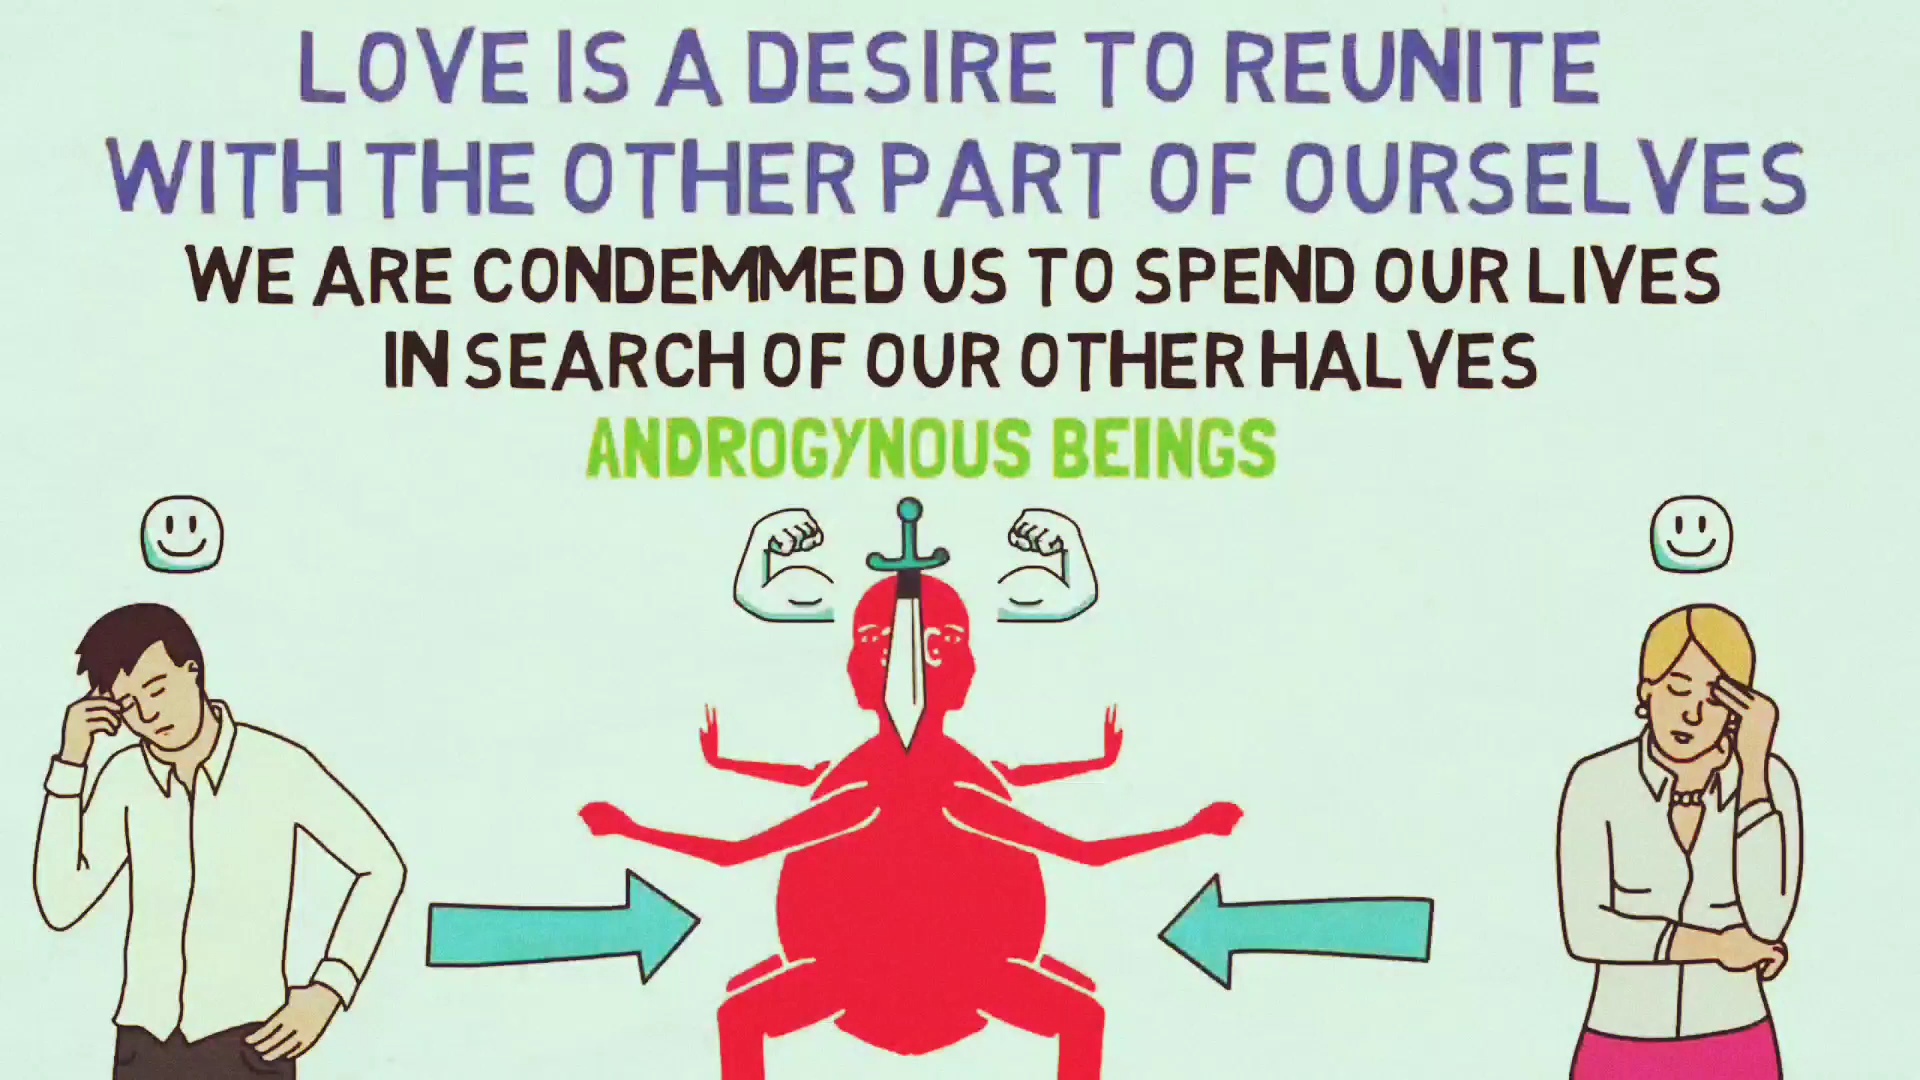 LOVE IS A DESIRE TO REUNITE
WITH THE OTHER PART OF OURSELVES
WE ARE CONDEMMED US TO SPEND OUR LIVES
IN SEARCH OF OUR OTHER HALVES
ANDROGYNOUS BEINGS